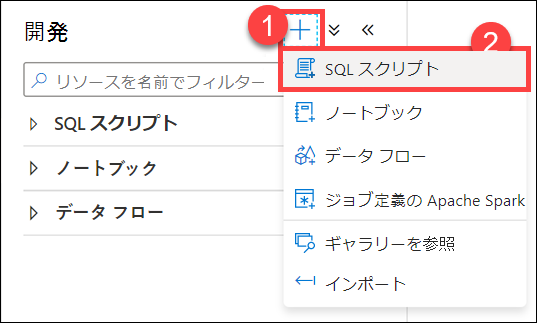 開発
1
2
リソースを名前でフィルター
SQL スクリプト
ノートブック
データ フロー
SQL スクリプト
ノートブック
データ フロー
ジョブ定義の Apache Spark
ギャラリーを参照
インポート